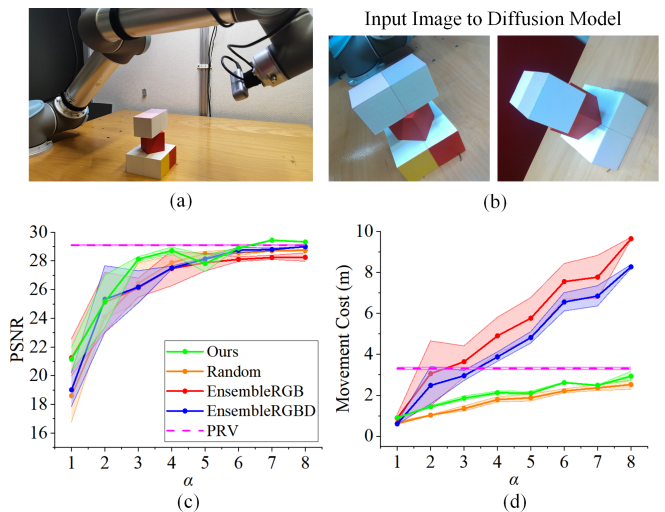 Input Image to Diffusion Model
(a)
(b)
30
28
26
24
22
20
18
16
PSNR
Ours
Random
EnsembleRGB
EnsembleRGBD
PRV
1 2 3 4 5 6 7 8
α
(c)
10
8
6
4
2
0
Movement Cost (m)
1 2 3 4 5 6 7 8
α
(d)